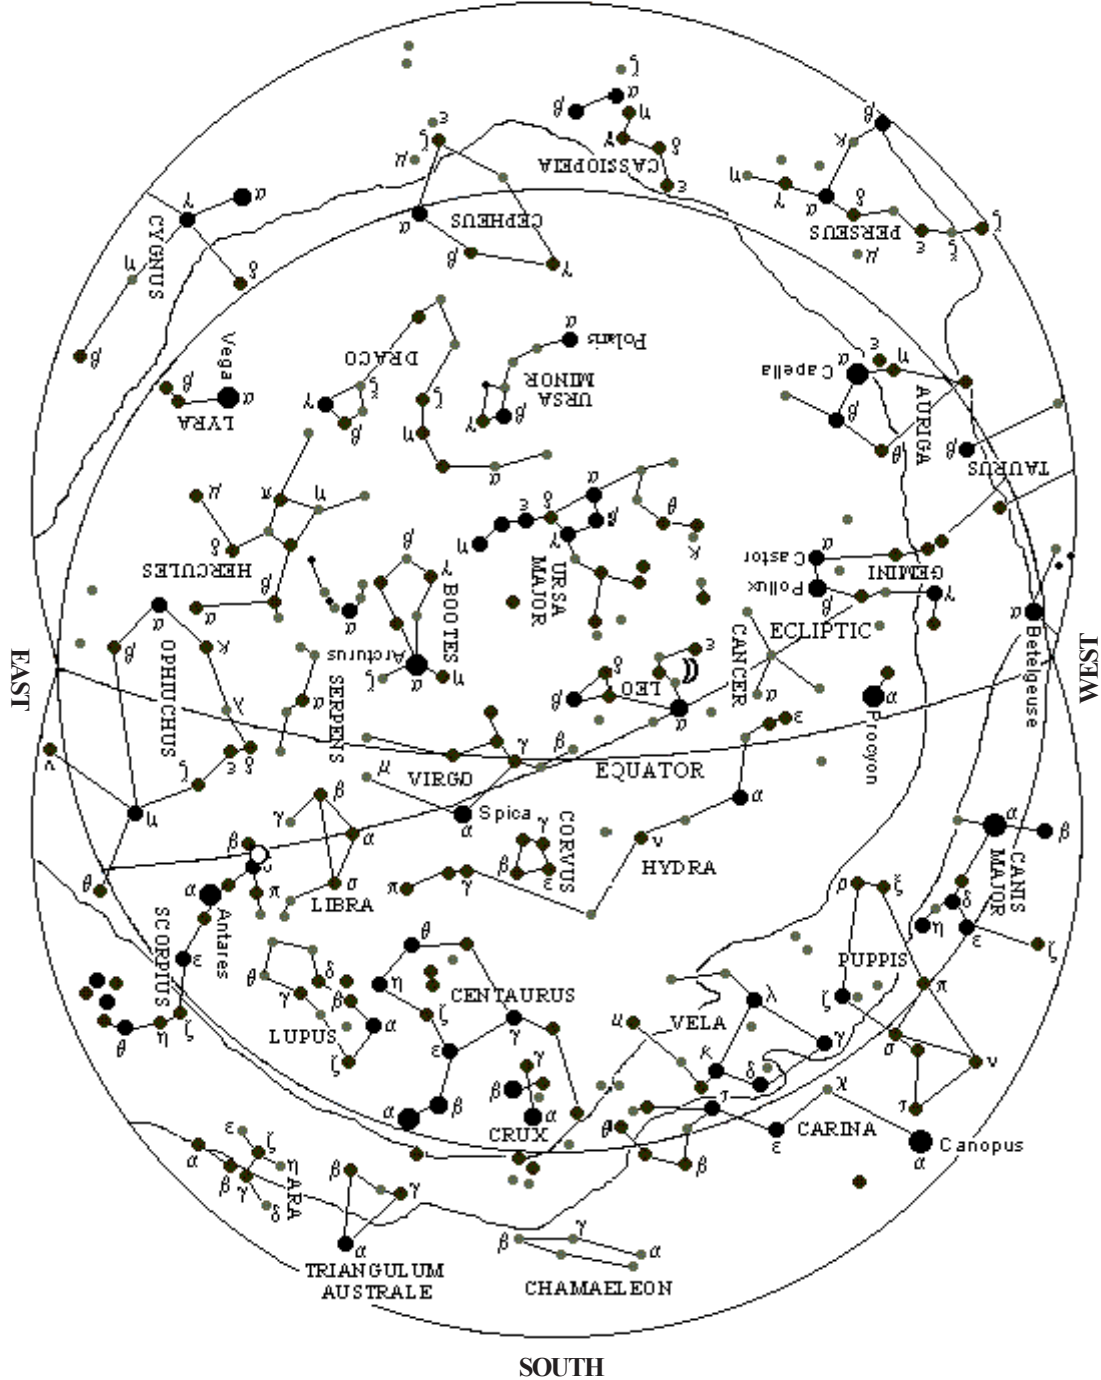 ζ
α
β
η
γ
δ
ε
CASSIOPEIA
ε
ζ
μ
α
CEPHEUS
β
γ
β
κ
η
γ
α
δ
PERSEUS
ε
ξ
ζ
μ
α
γ
CYGNUS
η
δ
β
Vega
β
α
LYRA
DRACO
γ
ξ
β
ζ
η
α
α
Polaris
URSA
MINOR
γ
β
ε
η
α
Capella
AURIGA
β
θ
β
TAURUS
μ
π
η
δ
HERCULES
β
α
α
β
γ
BOOTES
Arcturus
α
η
ζ
α
β
δ
ε
γ
η
URSA
MAJOR
θ
κ
α
Castor
Pollux
β
GEMINI
γ
α
Betelgeuse
EAST
WEST
α
β
κ
OPHIUCHUS
λ
ε
δ
ζ
ν
η
θ
α
SERPENS
δ
ε
LEO
β
α
CANCER
α
ECLIPTIC
α
Procyon
μ
VIRGO
γ
β
EQUATOR
Spica
α
ε
α
HYDRA
ν
γ
π
β
γ
α
σ
LIBRA
γ
β
ε
CORVUS
α
β
CANIS
MAJOR
δ
η
ε
ζ
β
π
α
Antares
SCORPIUS
ε
ζ
η
θ
θ
δ
γ
β
α
ζ
LUPUS
θ
η
CENTAURUS
ζ
γ
ε
β
α
γ
β
α
CRUX
ρ
ξ
PUPPIS
ζ
π
σ
ν
τ
λ
μ
VELA
κ
δ
γ
ι
χ
θ
β
ε
CARINA
Canopus
α
α
ε
ζ
η
β
γ
δ
ARA
β
γ
α
TRIANGULUM
AUSTRALE
β
γ
α
CHAMAELEON
SOUTH